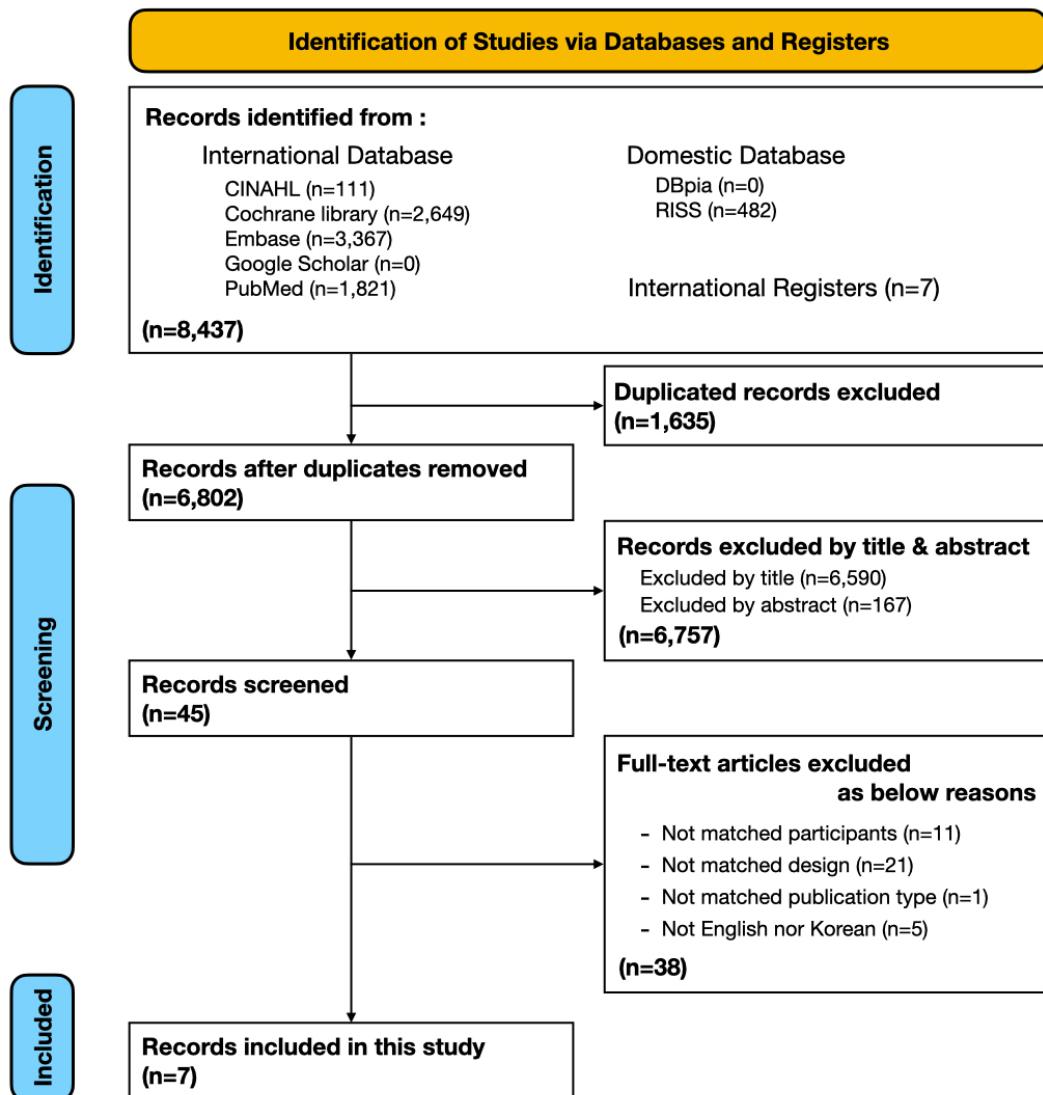 Identification of Studies via Databases and Registers
Identification
Records identified from :
International Database
CINAHL (n=111)
Cochrane library (n=2,649)
Embase (n=3,367)
Google Scholar (n=0)
PubMed (n=1,821)
Domestic Database
DBpia (n=0)
RISS (n=482)
International Registers (n=7)
(n=8,437)
Duplicated records excluded
(n=1,635)
Screening
Records after duplicates removed
(n=6,802)
Records excluded by title & abstract
Excluded by title (n=6,590)
Excluded by abstract (n=167)
(n=6,757)
Records screened
(n=45)
Full-text articles excluded
as below reasons
- Not matched participants (n=11)
- Not matched design (n=21)
- Not matched publication type (n=1)
- Not English nor Korean (n=5)
(n=38)
Included
Records included in this study
(n=7)